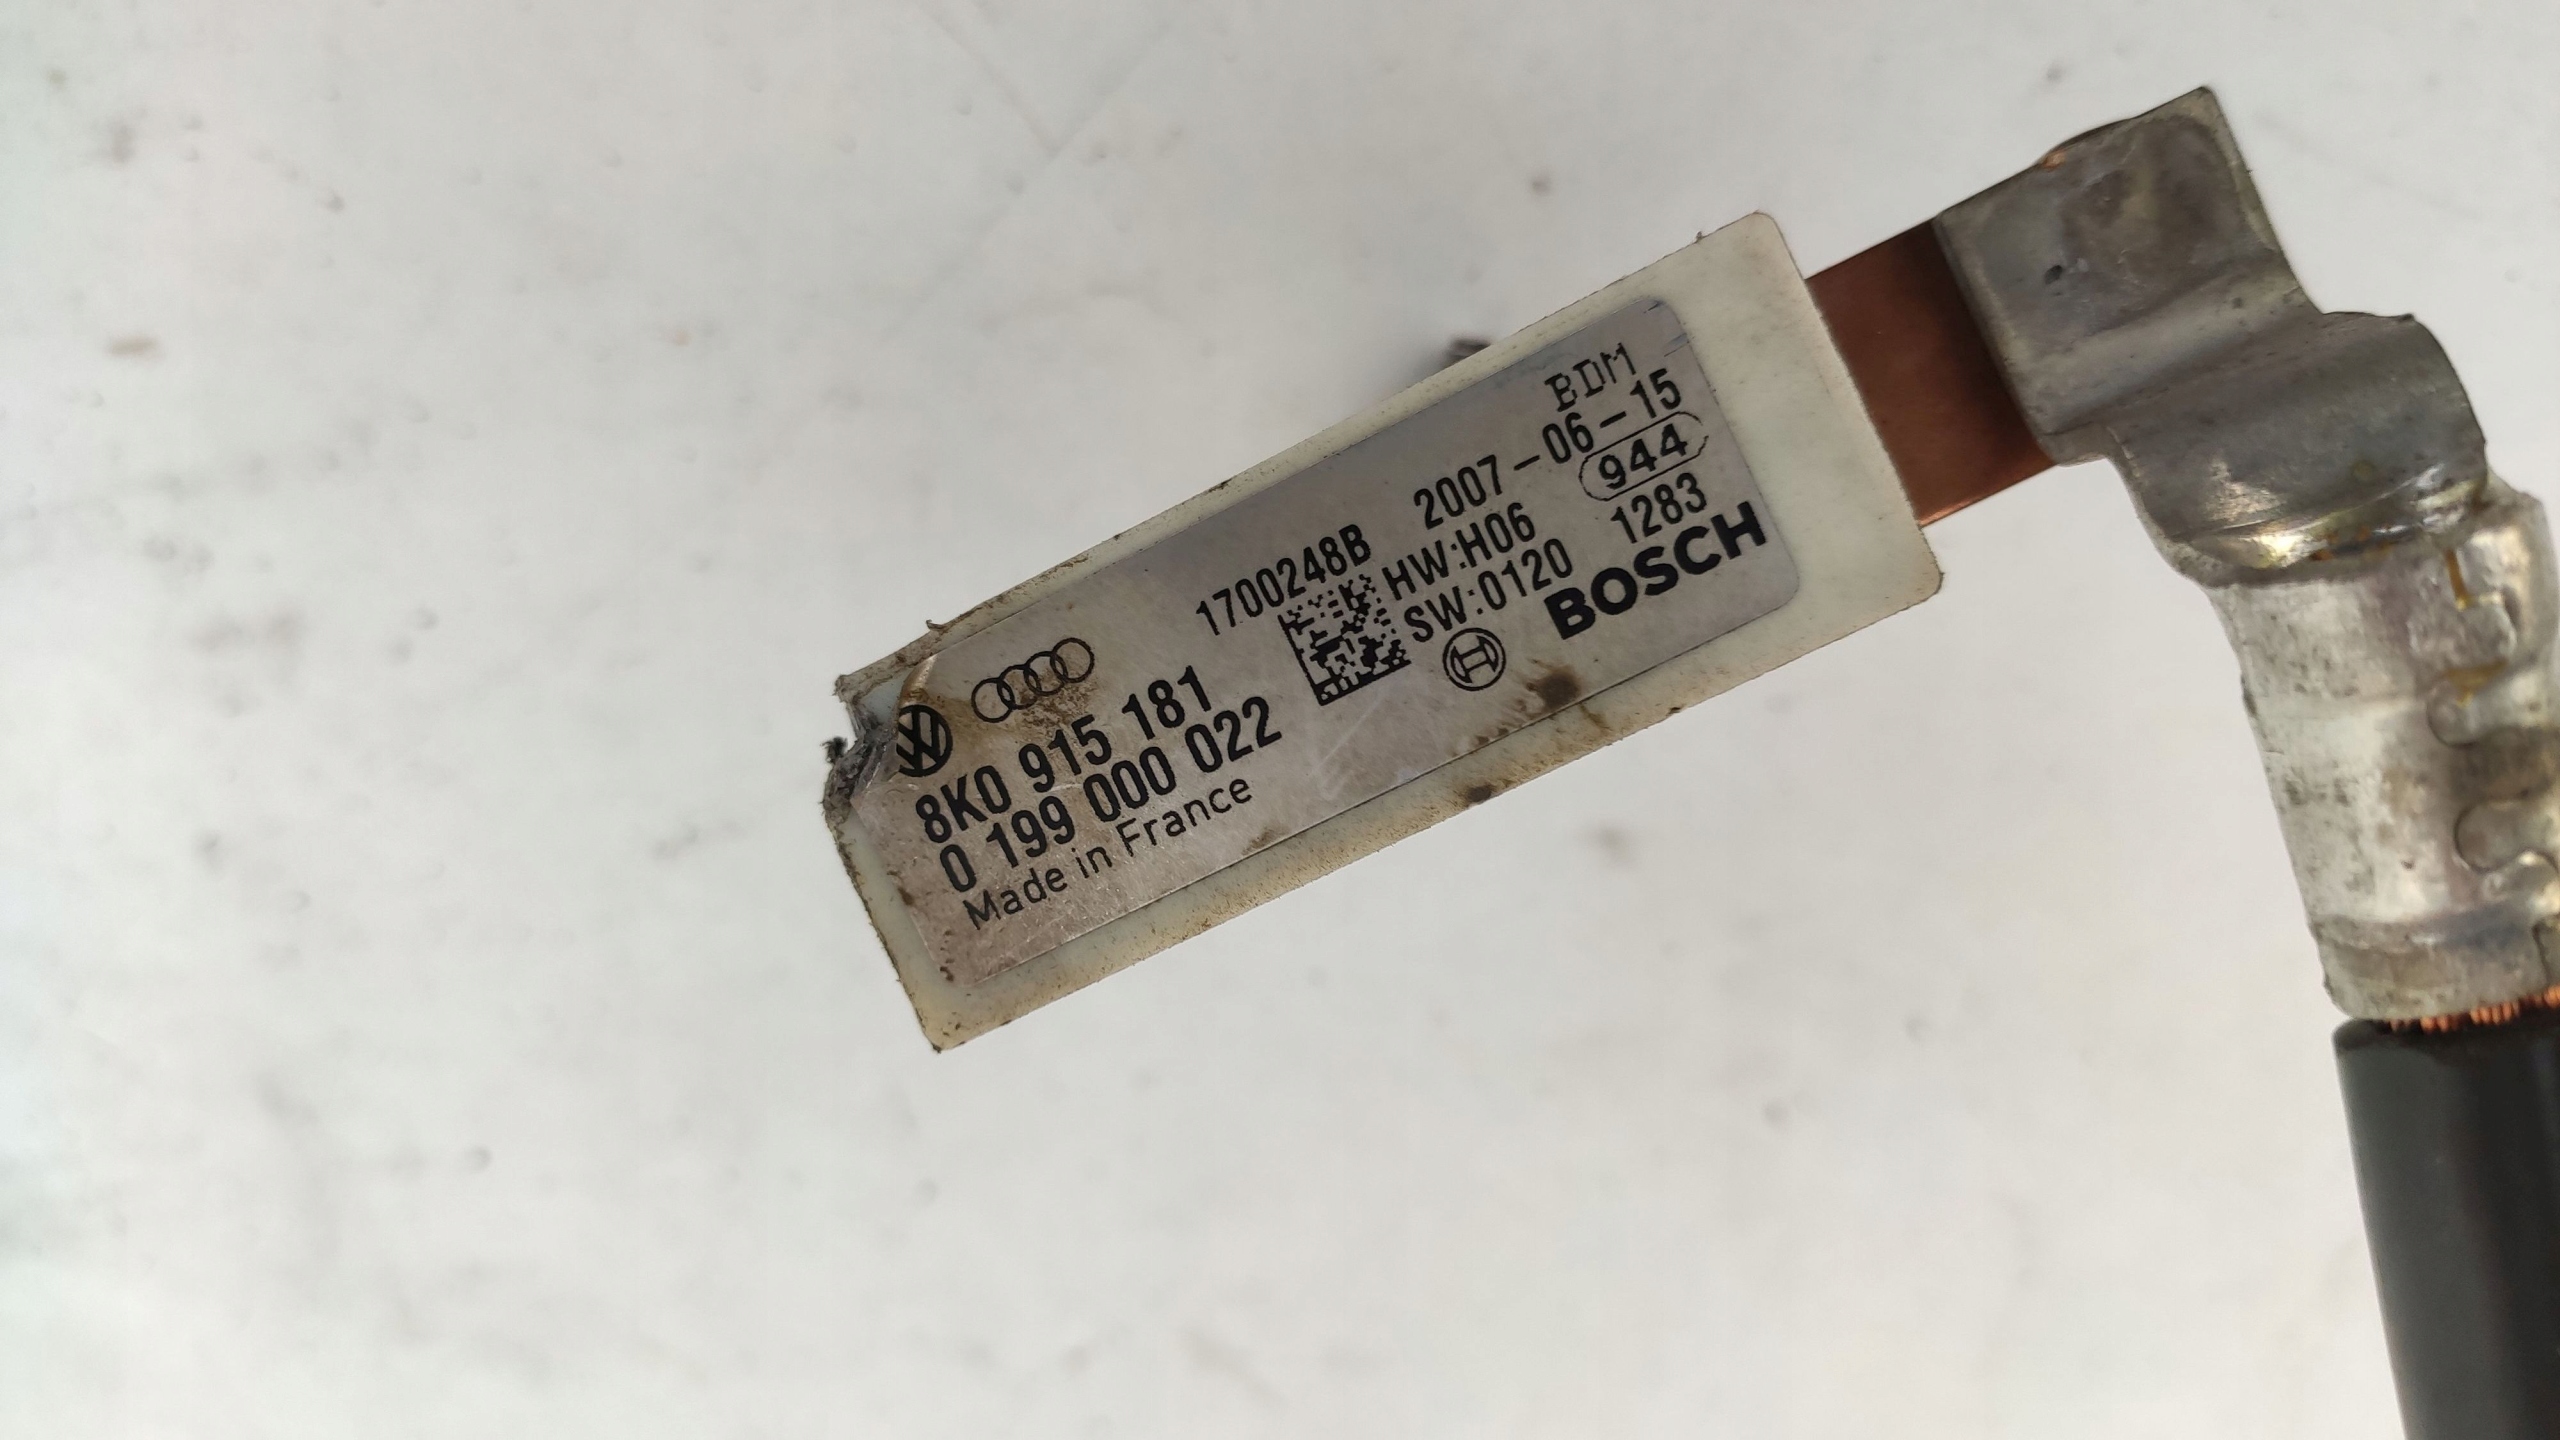 BDM
1700248B 2007-06-15
HW:H06 944
SW:0120 1283
BOSCH
8K0 915 181
0 199 000 022
Made in France